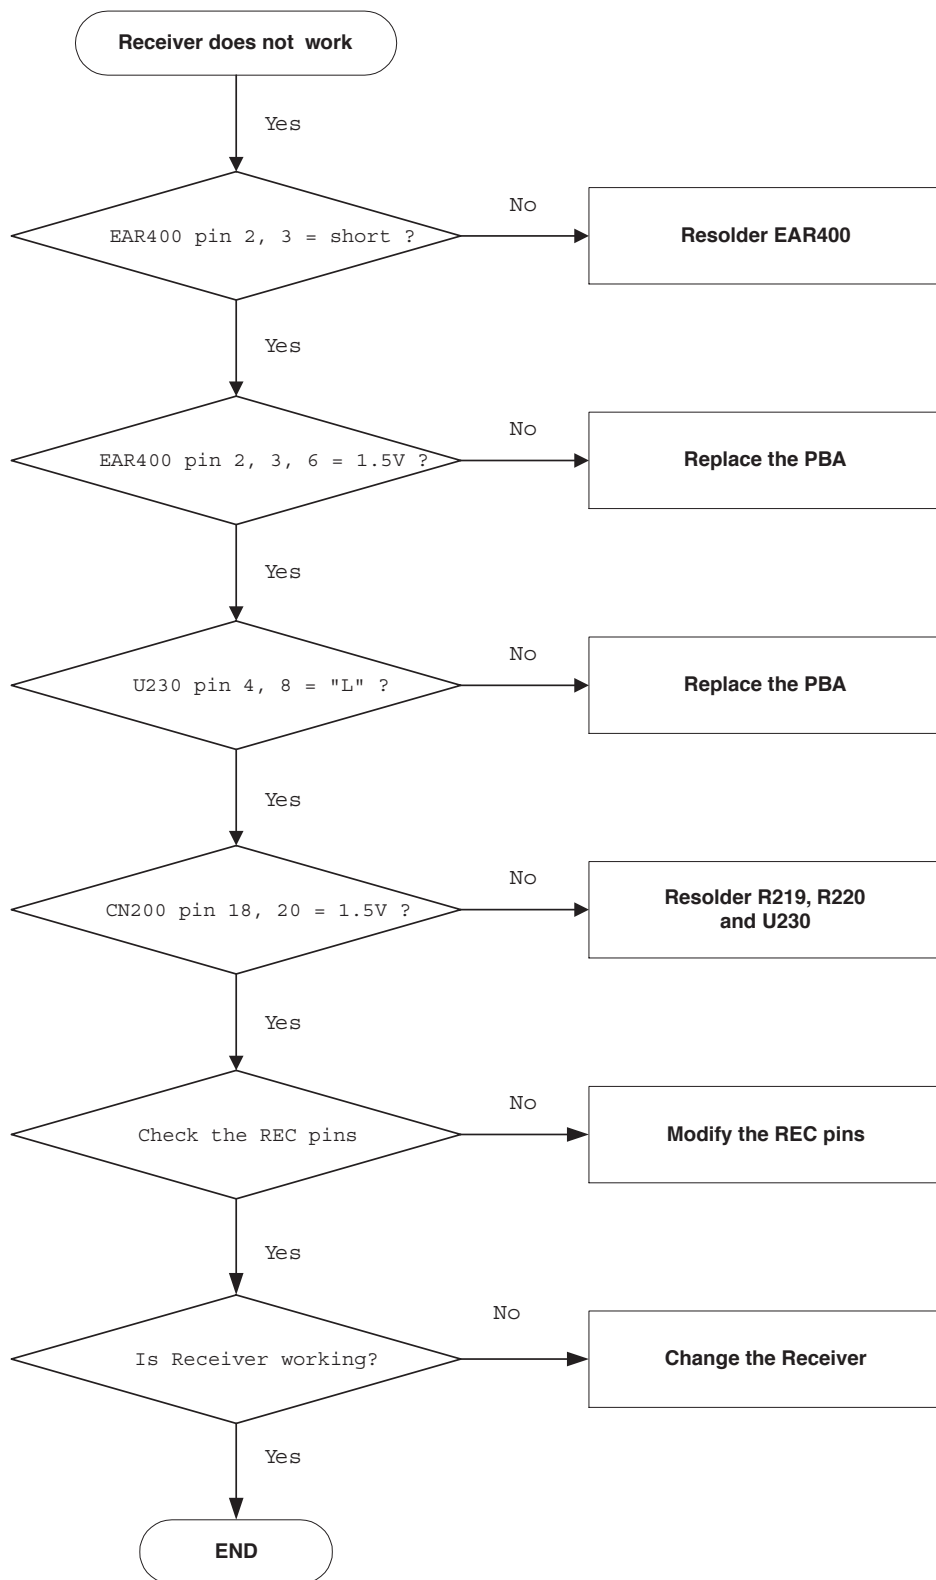 Receiver does not work
Yes
EAR400 pin 2, 3 = short ?
No
Resolder EAR400
Yes
EAR400 pin 2, 3, 6 = 1.5V ?
No
Replace the PBA
Yes
U230 pin 4, 8 = "L" ?
No
Replace the PBA
Yes
CN200 pin 18, 20 = 1.5V ?
No
Resolder R219, R220
and U230
Yes
Check the REC pins
No
Modify the REC pins
Yes
Is Receiver working?
No
Change the Receiver
Yes
END